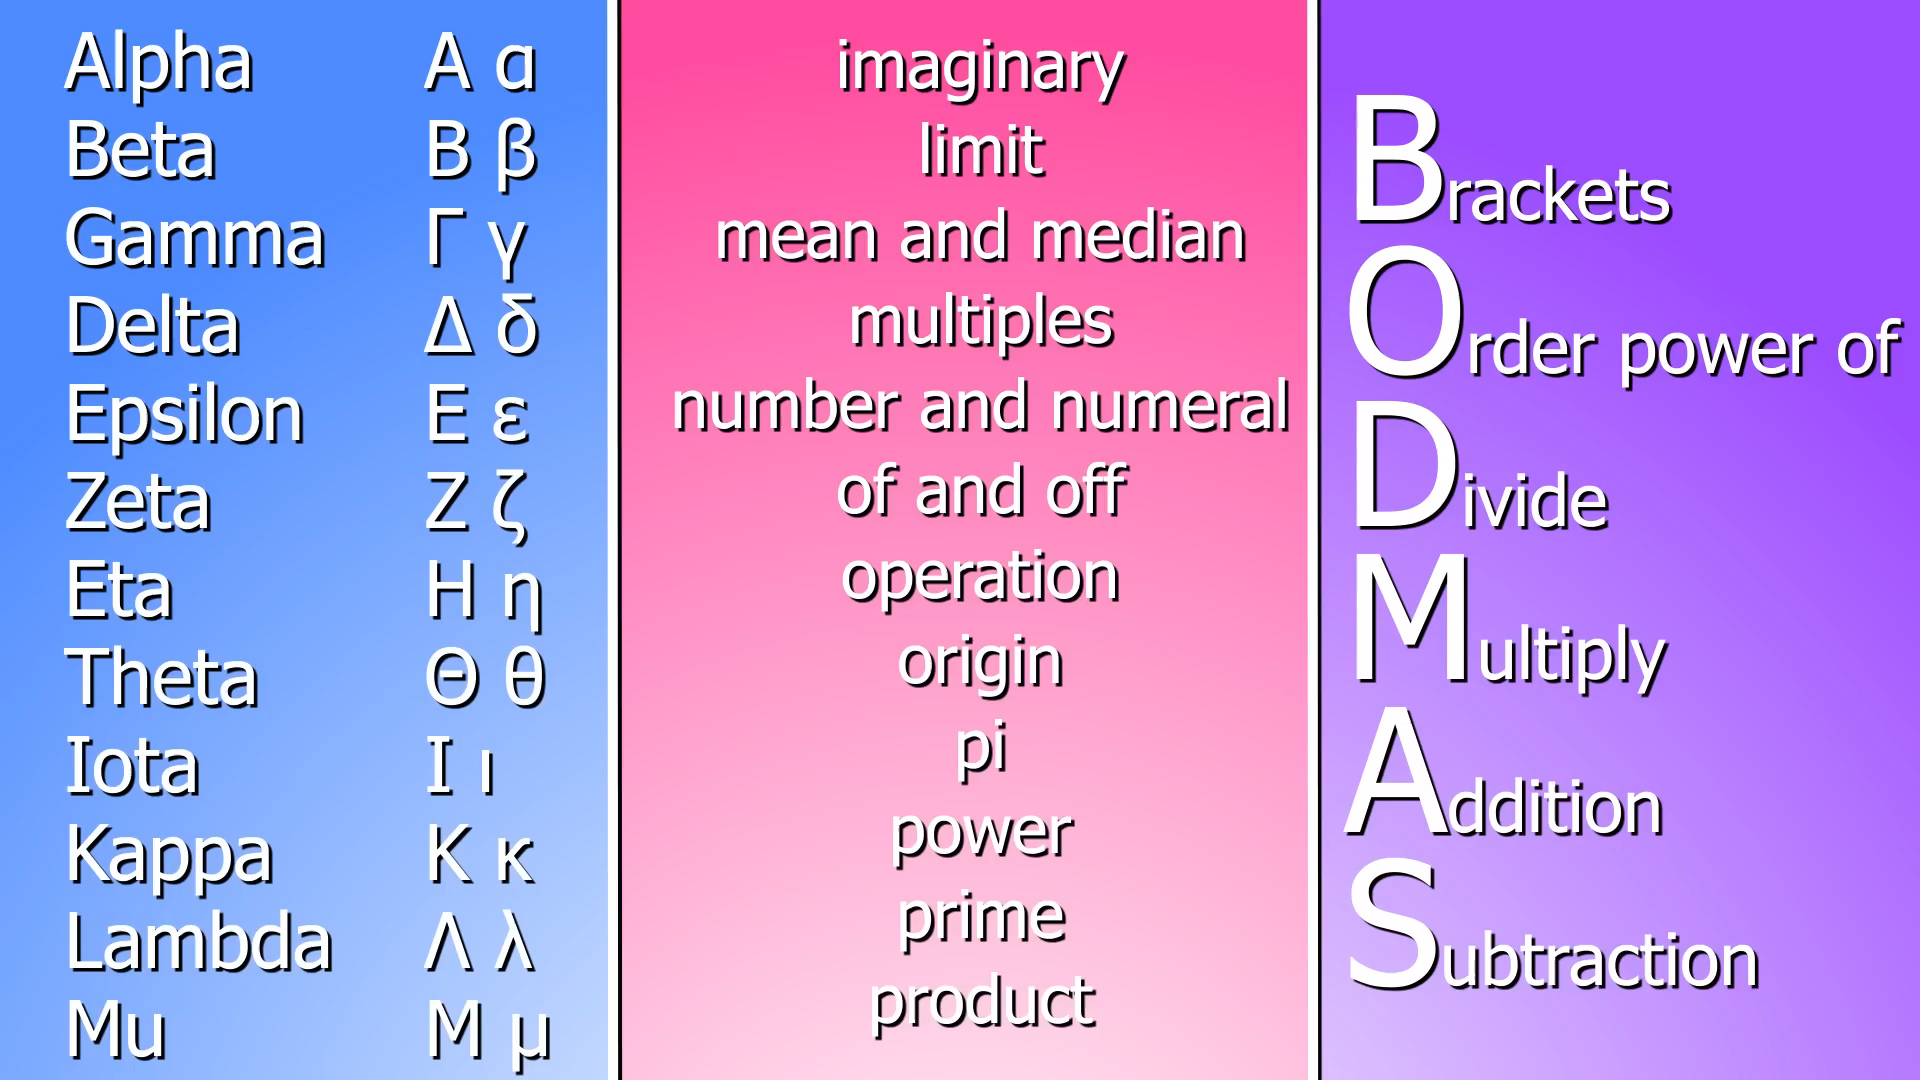 Alpha Α α
Beta Β β
Gamma Γ γ
Delta Δ δ
Epsilon Ε ε
Zeta Ζ ζ
Eta Η η
Theta Θ θ
Iota Ι ι
Kappa Κ κ
Lambda Λ λ
Mu Μ μ
imaginary
limit
mean and median
multiples
number and numeral
of and off
operation
origin
pi
power
prime
product
Brackets
Order power of
Divide
Multiply
Addition
Subtraction